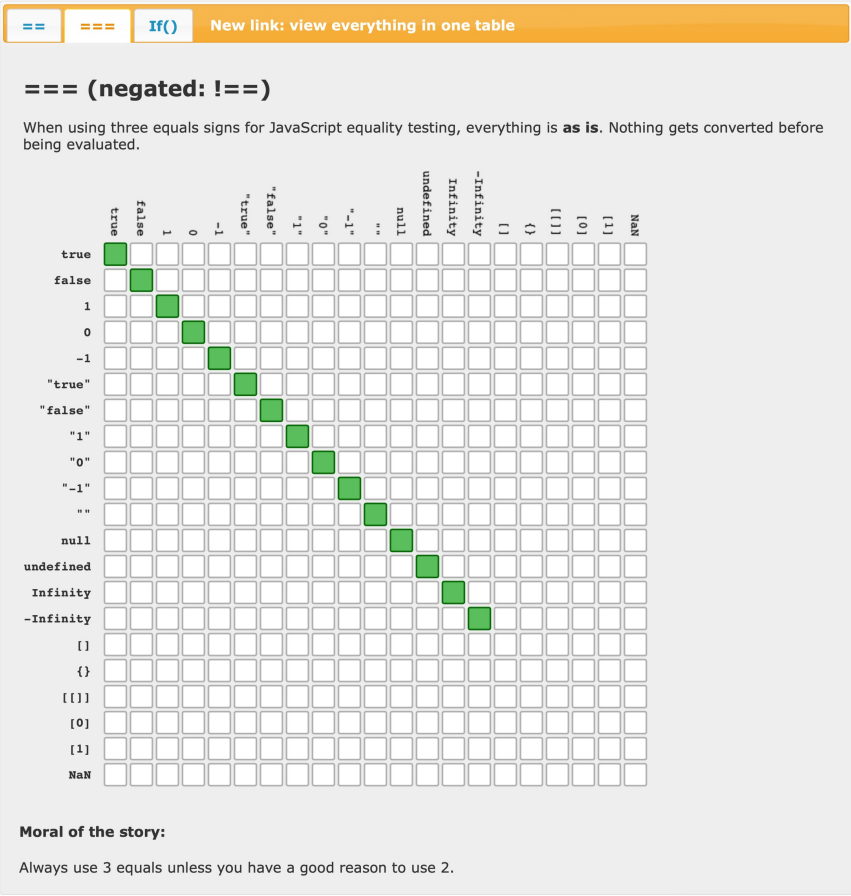 == === If() New link: view everything in one table
=== (negated: !==)
When using three equals signs for JavaScript equality testing, everything is as is. Nothing gets converted before
being evaluated.
true false 1 0 -1 "true" "false" "1" "0" "-1" "" null undefined Infinity -Infinity [] {} [[]] [0] [1] NaN
true
false
1
0
-1
"true"
"false"
"1"
"0"
"-1"
""
null
undefined
Infinity
-Infinity
[]
{}
[[]]
[0]
[1]
NaN
Moral of the story:
Always use 3 equals unless you have a good reason to use 2.